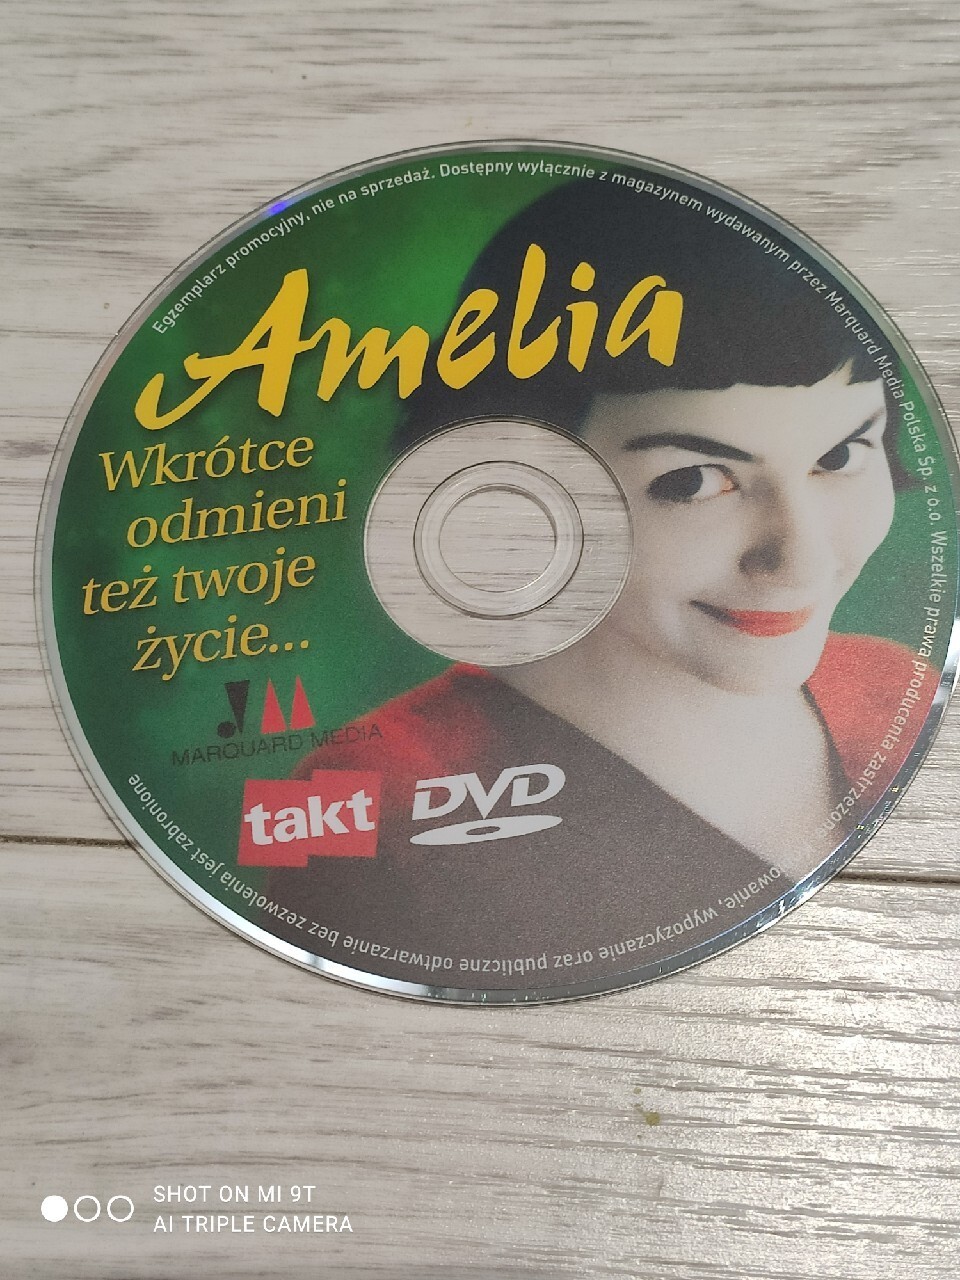 Egzemplarz promocyjny, nie na sprzedaż. Dostępny wyłącznie z magazynem wydawanym przez Marquard Media Polska Sp. z o.o. Wszelkie prawa producenta
wypożyczanie oraz publiczne odtwarzanie bez zezwolenia jest zabronione
Amelia
Wkrótce
odmieni
też twoje
życie...
MARQUARD MEDIA
takt
DVD
SHOT ON MI 9T
AI TRIPLE CAMERA